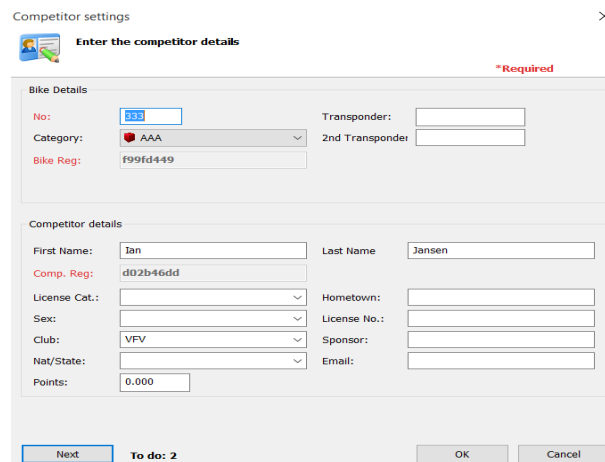 Competitor settings
Enter the competitor details
*Required
Bike Details
No: 333 Transponder:
Category: AAA 2nd Transponder
Bike Reg: f99fd449
Competitor details
First Name: Ian Last Name Jansen
Comp. Reg: d02b46dd
License Cat.: Hometown:
Sex: License No.:
Club: VFV Sponsor:
Nat/State: Email:
Points: 0.000
Next To do: 2 OK Cancel